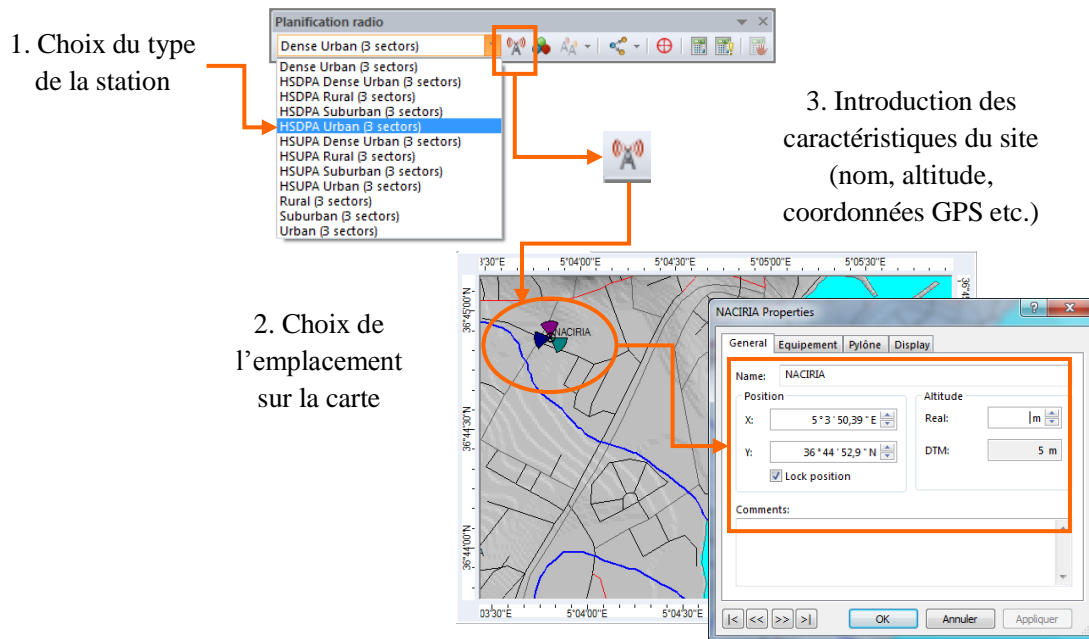 1. Choix du type
de la station
Planification radio
Dense Urban (3 sectors)
Dense Urban (3 sectors)
HSDPA Dense Urban (3 sectors)
HSDPA Rural (3 sectors)
HSDPA Suburban (3 sectors)
HSDPA Urban (3 sectors)
HSUPA Dense Urban (3 sectors)
HSUPA Rural (3 sectors)
HSUPA Suburban (3 sectors)
HSUPA Urban (3 sectors)
Rural (3 sectors)
Suburban (3 sectors)
Urban (3 sectors)
3. Introduction des
caractéristiques du site
(nom, altitude,
coordonnées GPS etc.)
2. Choix de
l’emplacement
sur la carte
3'30"E 5°04'00"E 5°04'30"E 5°05'00"E 5°05'30"E
36°45'00"N
36°44'30"N
36°44'00"N
NACIRIA
03'30"E 5°04'00"E 5°04'30"E
NACIRIA Properties
General Equipement Pylône Display
Name: NACIRIA
Position
X: 5°3'50,39"E
Y: 36°44'52,9"N
Lock position
Altitude
Real: m
DTM: 5 m
Comments:
|< << >> >| OK Annuler Appliquer